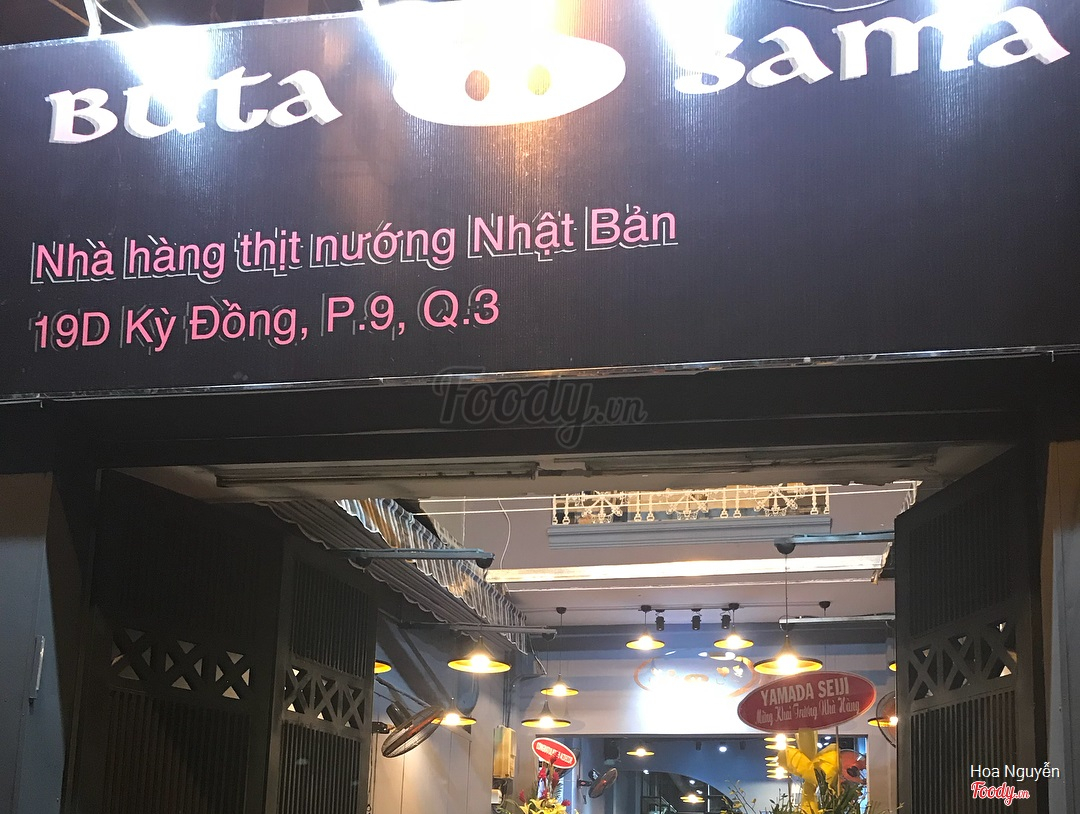 Buta sama
Nhà hàng thịt nướng Nhật Bản
19D Kỳ Đồng, P.9, Q.3
Foody.vn
YAMADA SEIJI
Mừng Khai Trương Nhà Hàng
Hoa Nguyễn
Foody.vn